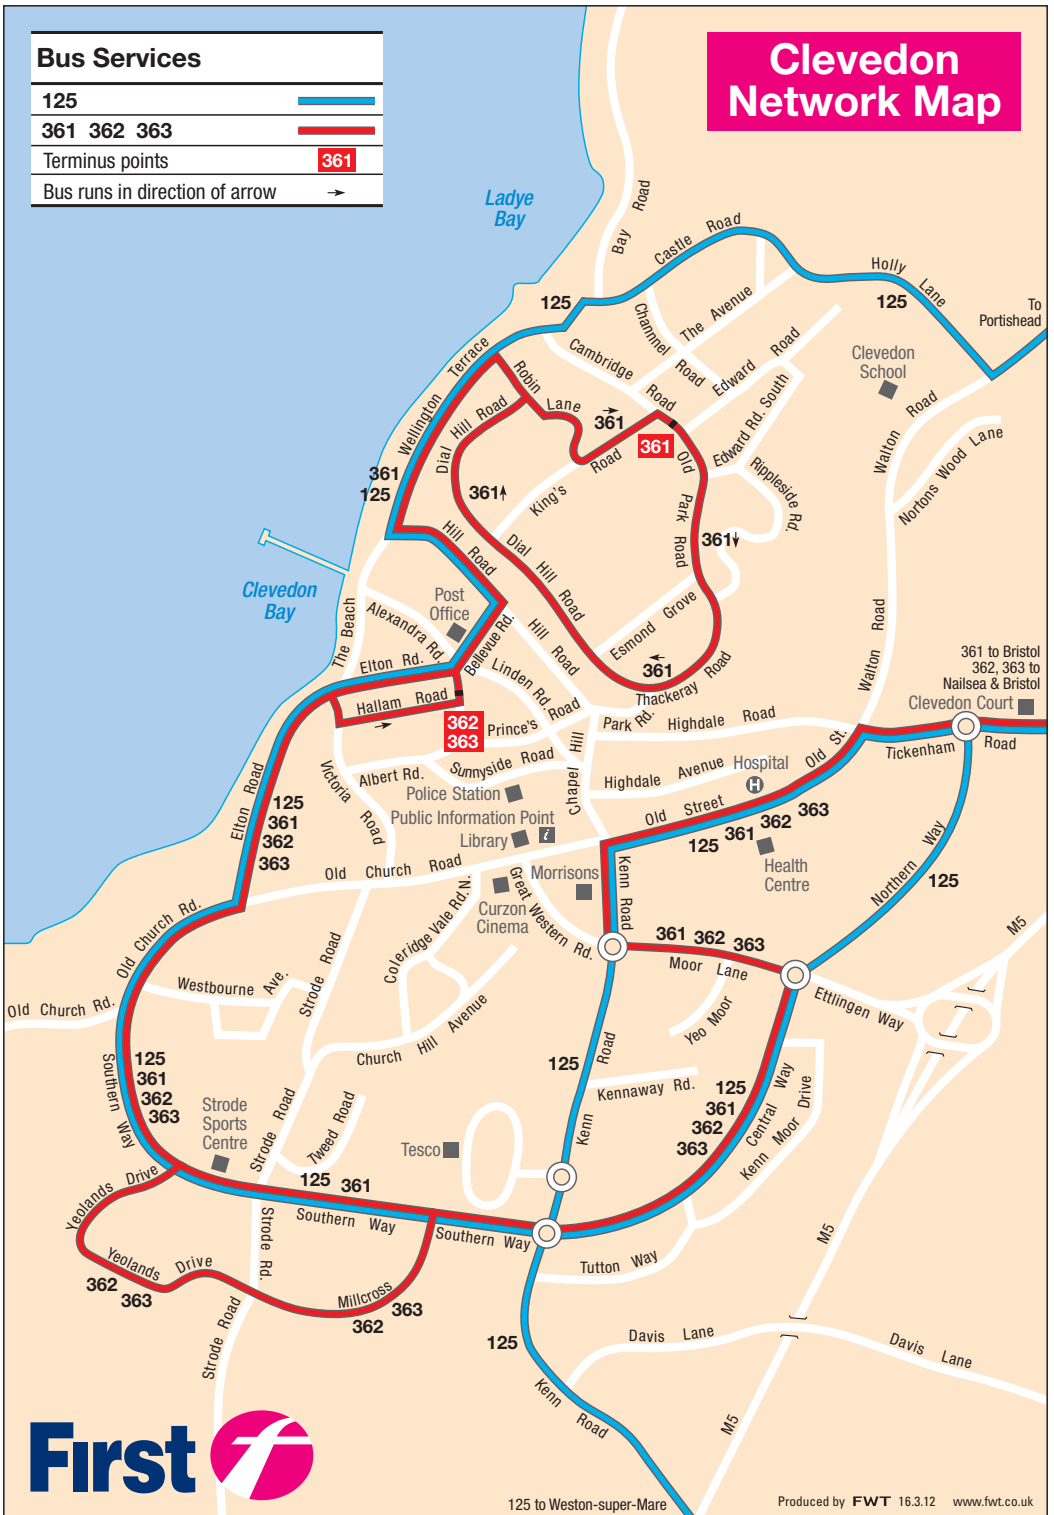 Bus Services
125
361 362 363
Terminus points
361
Bus runs in direction of arrow
Clevedon
Network Map
Ladye
Bay
Bay Road
Castle Road
Holly Lane
125
125
To
Portishead
The Avenue
Channnel Road
Cambridge Road
Edward Road
Edward Rd. South
Clevedon
School
Wellington Terrace
Robin Lane
361
361
King's Road
Dial Hill Road
361
125
361
Old Park Road
Rippleside Rd.
Walton Road
Nortons Wood Lane
361
Hill Road
Dial Hill Road
Clevedon
Bay
Post
Office
The Beach
Alexandra Rd.
Elton Rd.
Bellevue Rd.
Hill Road
Linden Rd.
Esmond Grove
361
Thackeray Road
Walton Road
361 to Bristol
362, 363 to
Nailsea & Bristol
Clevedon Court
Hallam Road
362
363
Prince's Road
Park Rd.
Highdale Road
Tickenham Road
Victoria Road
Albert Rd.
Sunnyside Road
Chapel Hill
Highdale Avenue
Hospital
H
Old St.
Police Station
Public Information Point
Library
i
Old Street
125 361 362 363
Elton Road
125
361
362
363
Old Church Road
Morrisons
Kenn Road
Health
Centre
Northern Way
125
Curzon
Cinema
Great Western Rd.
Coleridge Vale Rd. N.
Old Church Rd.
361 362 363
Moor Lane
M5
Westbourne Ave.
Strode Road
Old Church Rd.
Ettlingen Way
Yeo Moor
Church Hill Avenue
125
Kenn Road
Kennaway Rd.
Southern Way
125
361
362
363
125
361
362
363
Central Way
Kenn Moor Drive
Strode
Sports
Centre
Strode Road
Tweed Road
Tesco
Yeolands Drive
125 361
Southern Way
Southern Way
Strode Rd.
Yeolands Drive
362
363
Millcross
363
362
Tutton Way
M5
Strode Road
125
Davis Lane
Davis Lane
Kenn Road
M5
First
125 to Weston-super-Mare
Produced by FWT 16.3.12 www.fwt.co.uk